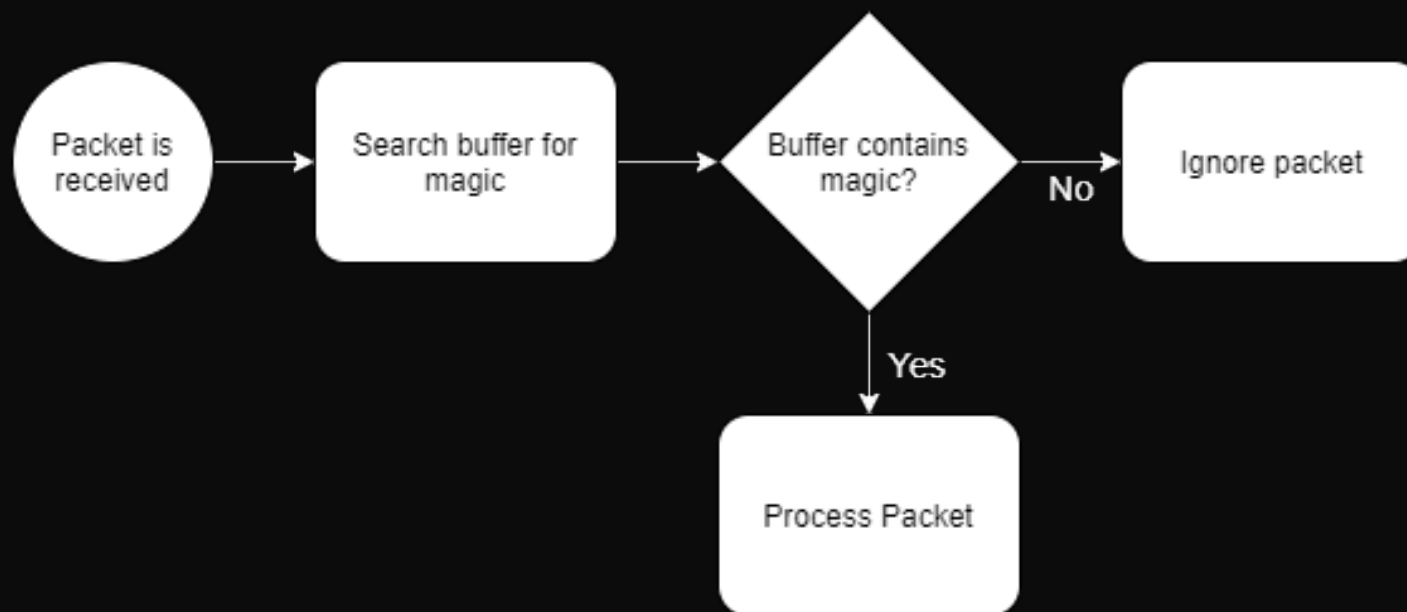 Packet is
received
Search buffer for
magic
Buffer contains
magic?
No
Ignore packet
Yes
Process Packet